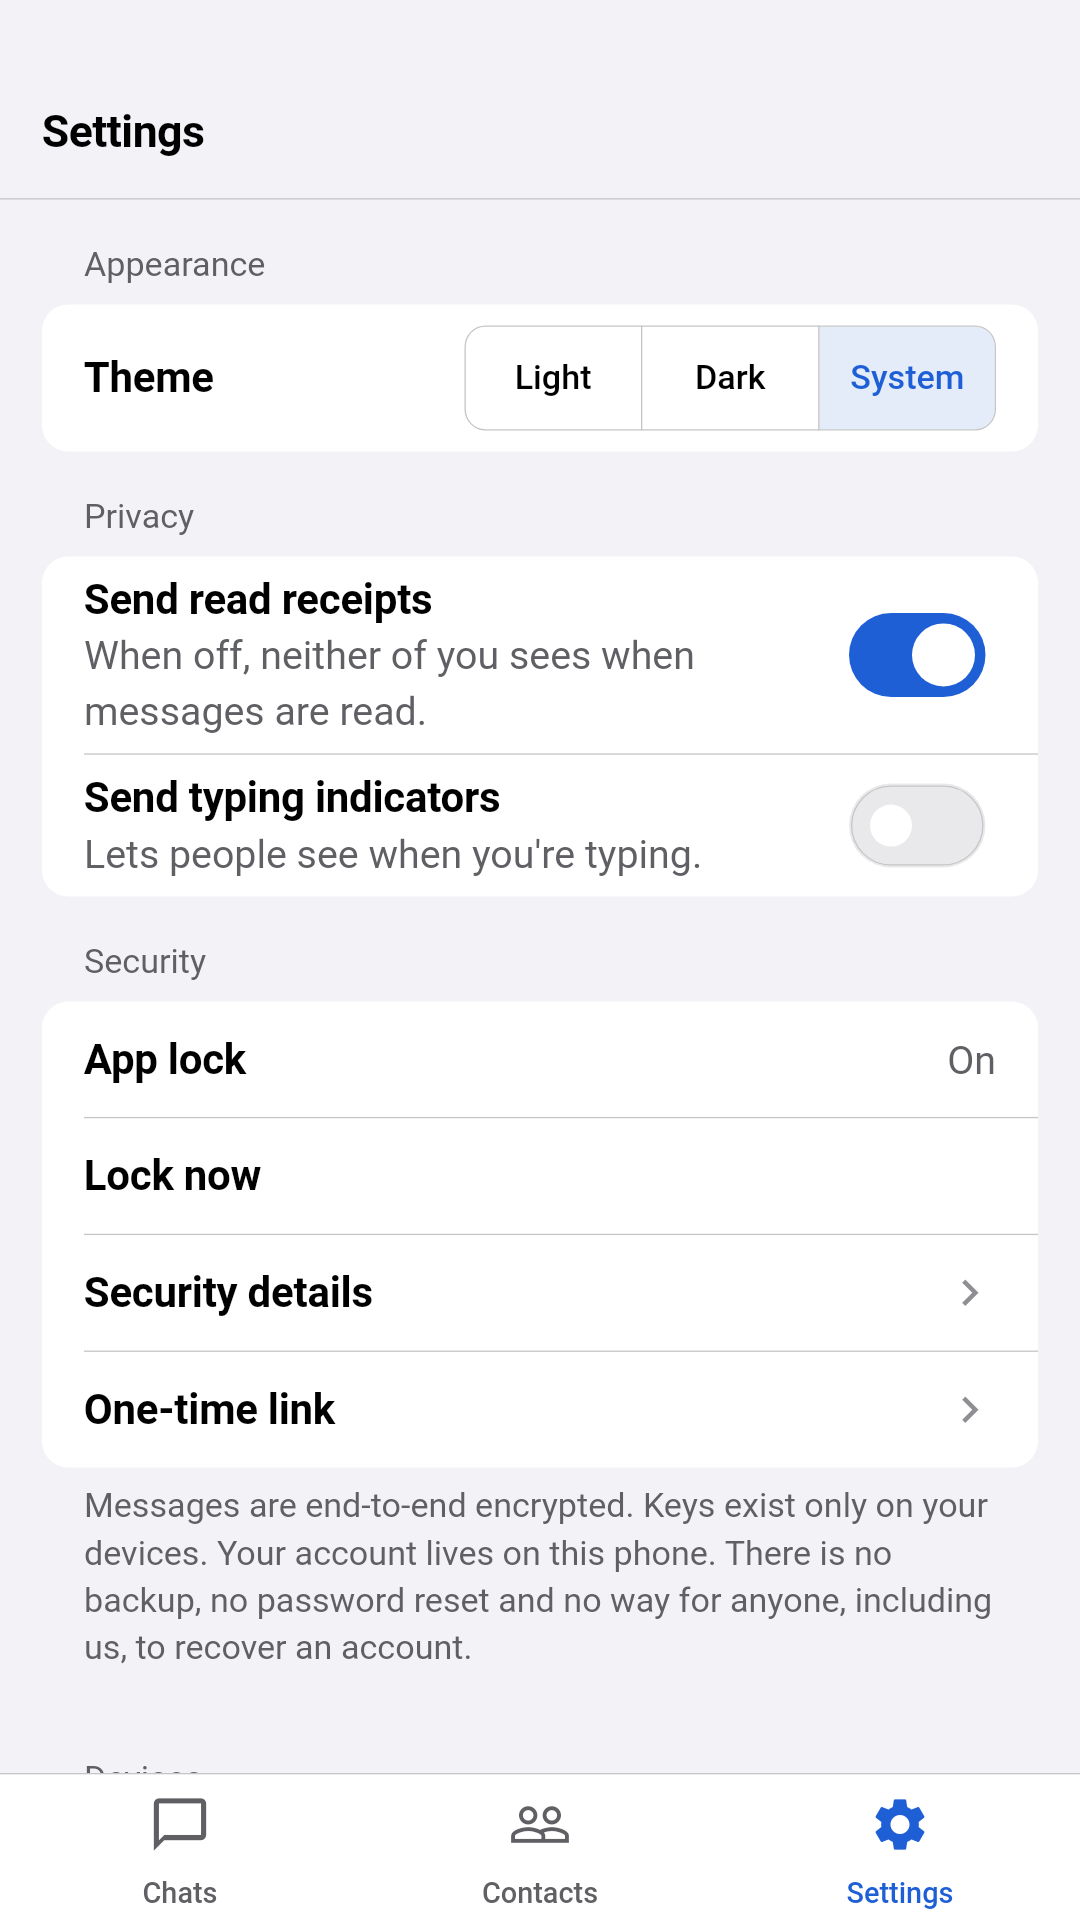 Settings
Appearance
Theme
Light
Dark
System
Privacy
Send read receipts
When off, neither of you sees when
messages are read.
Send typing indicators
Lets people see when you're typing.
Security
App lock
On
Lock now
Security details
One-time link
Messages are end-to-end encrypted. Keys exist only on your
devices. Your account lives on this phone. There is no
backup, no password reset and no way for anyone, including
us, to recover an account.
Chats
Contacts
Settings